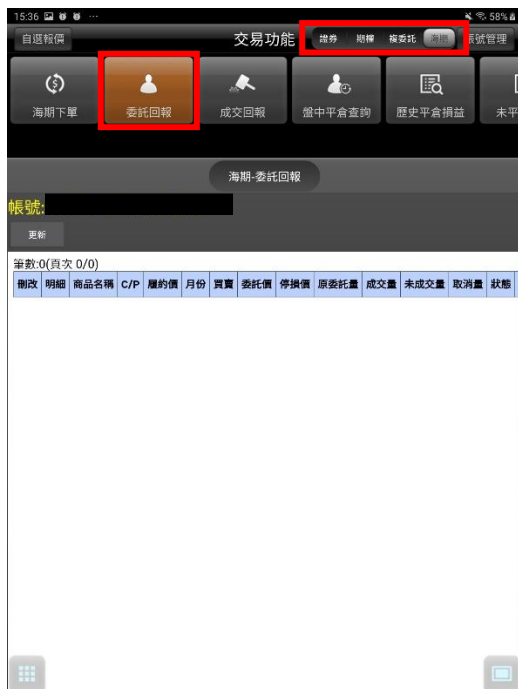 15:36 58%
自選報價 交易功能 證券 期權 複委託 海期 帳號管理
海期下單 委託回報 成交回報 盤中平倉查詢 歷史平倉損益 未平
海期-委託回報
帳號:
更新
筆數:0(頁次 0/0)
刪改 明細 商品名稱 C/P 履約價 月份 買賣 委託價 停損價 原委託量 成交量 未成交量 取消量 狀態